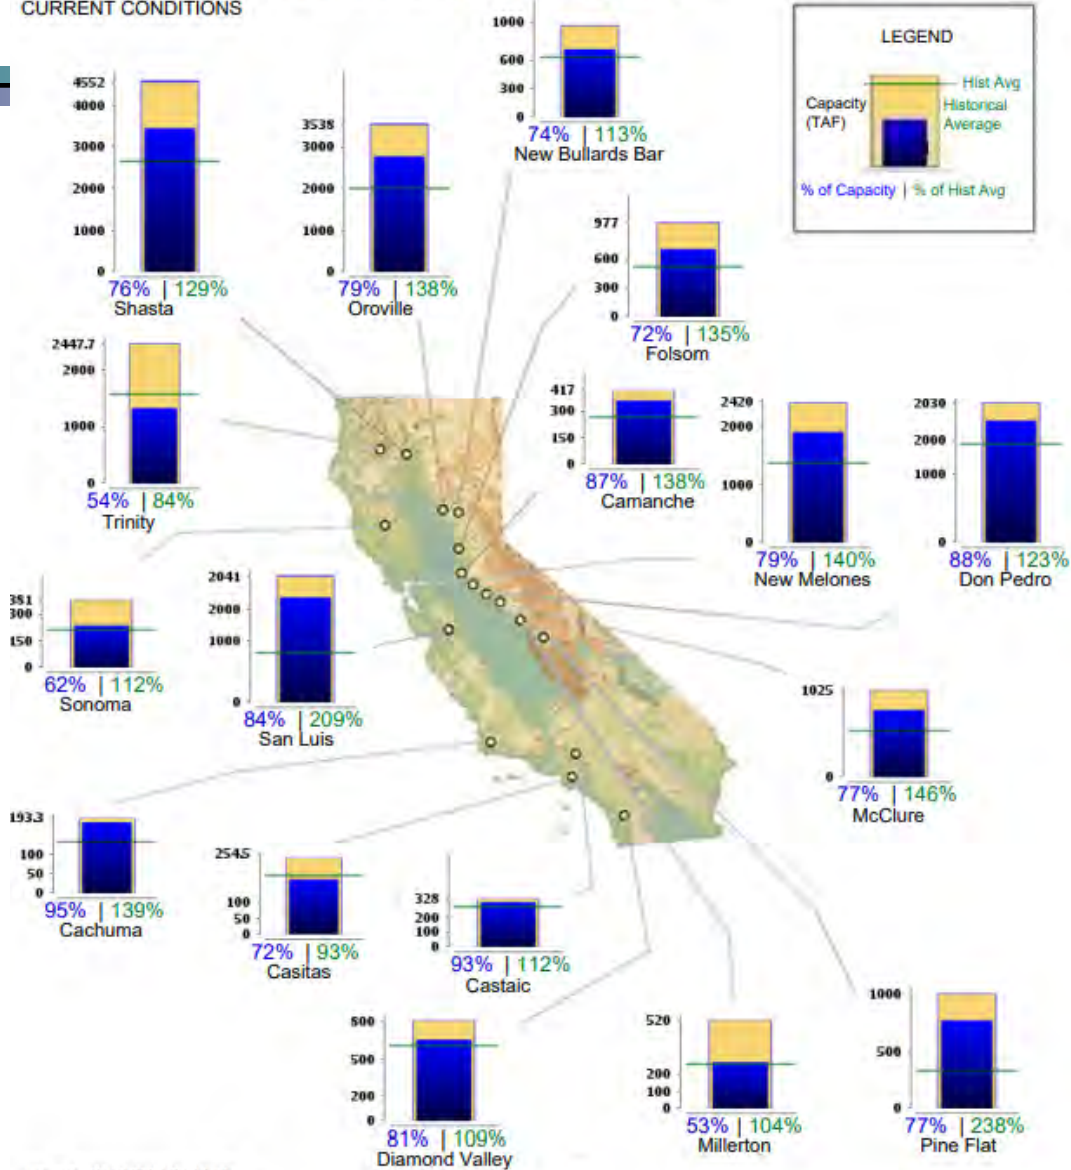 CURRENT CONDITIONS
LEGEND
Hist Avg
Capacity
(TAF)
Historical
Average
% of Capacity | % of Hist Avg
1000
600
300
0
74% | 113%
New Bullards Bar
4552
4000
3000
2000
1000
0
76% | 129%
Shasta
3538
3000
2000
1000
0
79% | 138%
Oroville
977
600
300
0
72% | 135%
Folsom
2447.7
2000
1000
0
54% | 84%
Trinity
417
300
150
0
87% | 138%
Camanche
2420
2000
1000
0
79% | 140%
New Melones
2030
2000
1000
0
88% | 123%
Don Pedro
381
300
150
0
62% | 112%
Sonoma
2041
2000
1000
0
84% | 209%
San Luis
1025
0
77% | 146%
McClure
193.3
100
50
0
95% | 139%
Cachuma
254.5
100
50
0
72% | 93%
Casitas
328
200
100
0
93% | 112%
Castaic
800
500
200
0
81% | 109%
Diamond Valley
520
200
100
0
53% | 104%
Millerton
1000
500
0
77% | 238%
Pine Flat